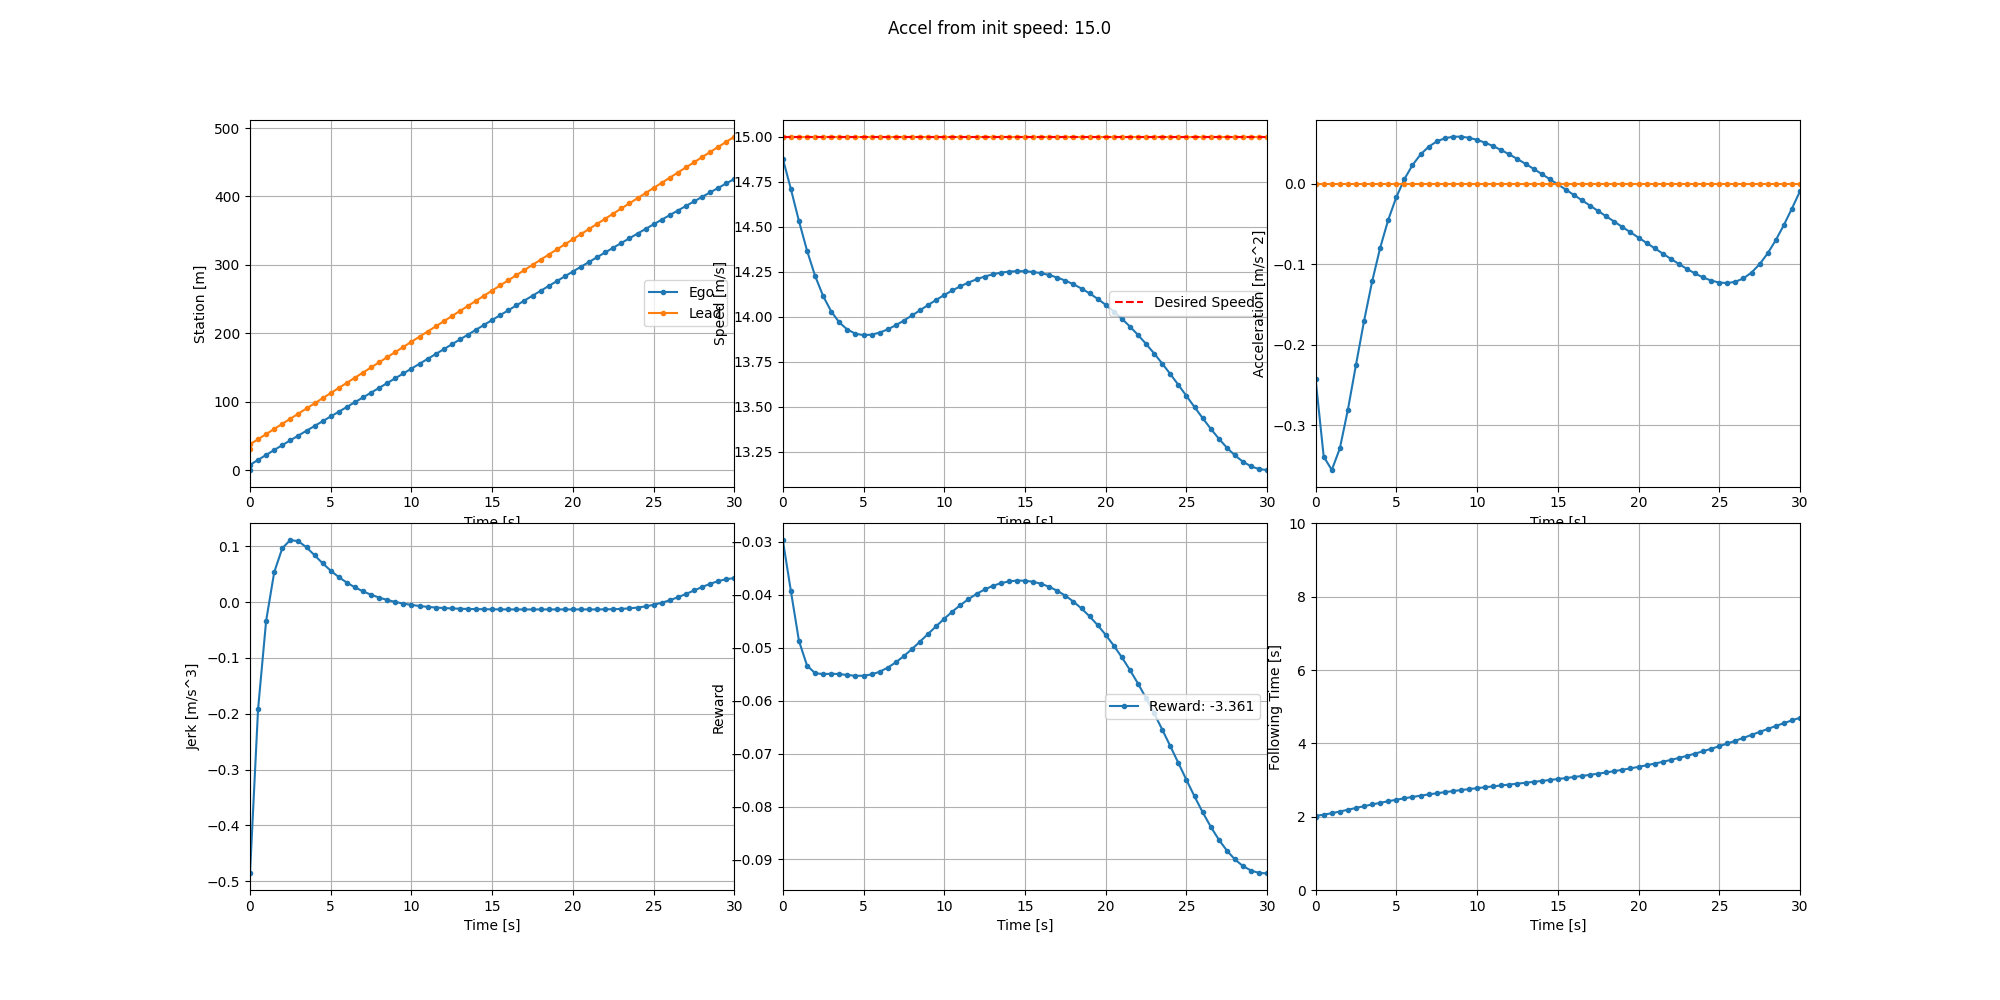 Accel from init speed: 15.0
Station [m]
500
400
300
200
100
0
0 5 10 15 20 25 30
Time [s]
Ego
Lead
Speed [m/s]
15.00
14.75
14.50
14.25
14.00
13.75
13.50
13.25
0 5 10 15 20 25 30
Time [s]
Desired Speed
Acceleration [m/s^2]
0.0
−0.1
−0.2
−0.3
0 5 10 15 20 25 30
Time [s]
Jerk [m/s^3]
0.1
0.0
−0.1
−0.2
−0.3
−0.4
−0.5
0 5 10 15 20 25 30
Time [s]
Reward
−0.03
−0.04
−0.05
−0.06
−0.07
−0.08
−0.09
0 5 10 15 20 25 30
Time [s]
Reward: -3.361
Following Time [s]
10
8
6
4
2
0
0 5 10 15 20 25 30
Time [s]